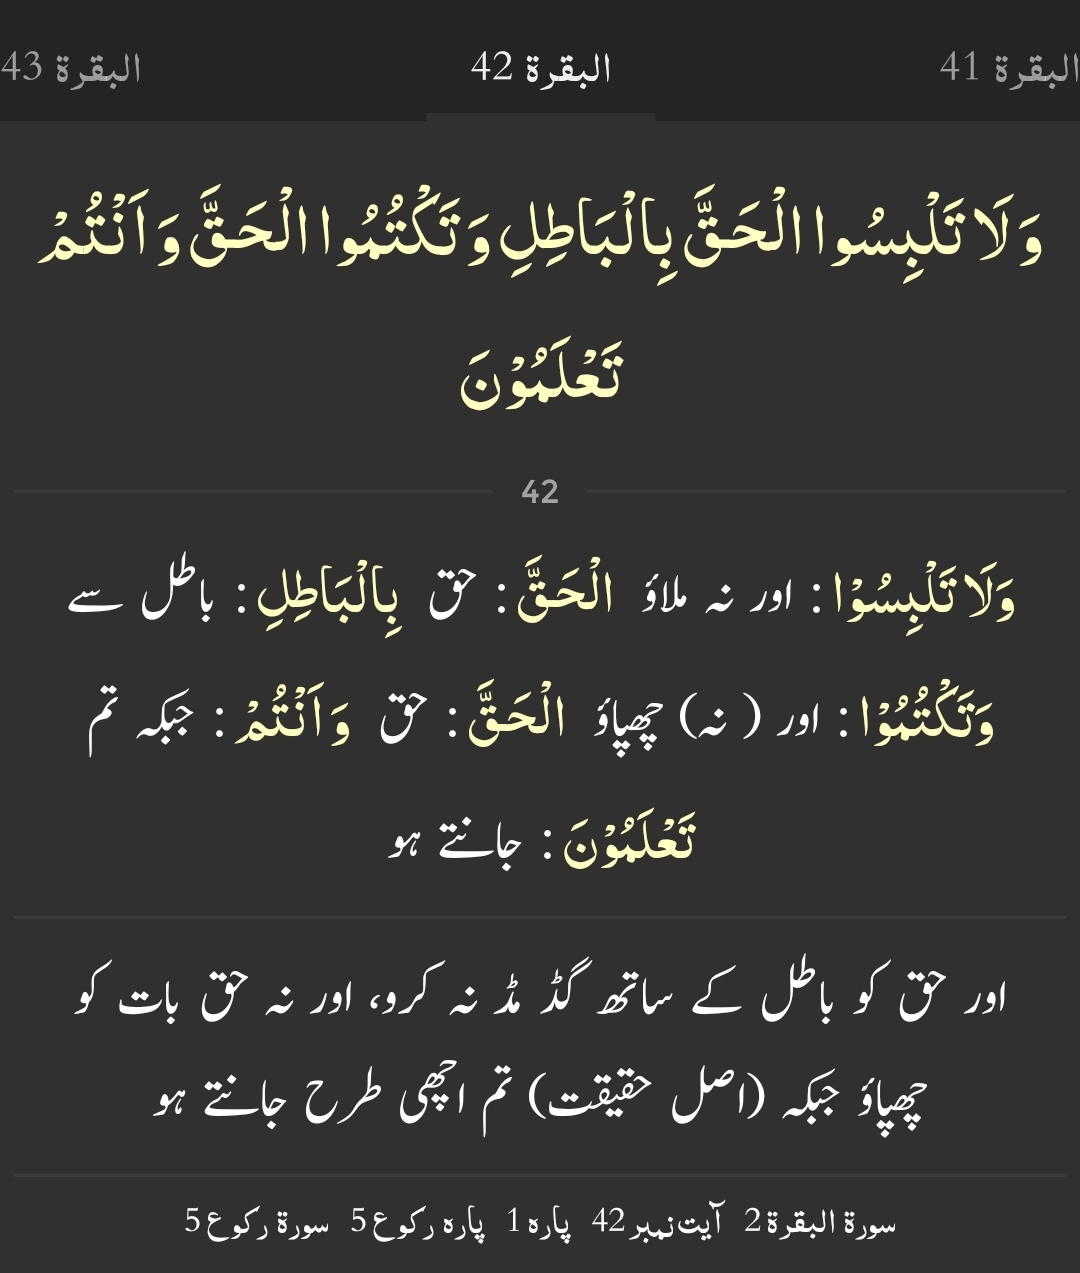 البقرة 41 البقرة 42 البقرة 43
وَلَا تَلْبِسُوا الْحَقَّ بِالْبَاطِلِ وَتَكْتُمُوا الْحَقَّ وَاَنْتُمْ
تَعْلَمُوْنَ
42
وَلَا تَلْبِسُوْا : اور نہ ملاؤ الْحَقَّ : حق بِالْبَاطِلِ : باطل سے
وَتَكْتُمُوْا : اور ( نہ) چھپاؤ الْحَقَّ : حق وَاَنْتُمْ : جبکہ تم
تَعْلَمُوْنَ : جانتے ہو
اور حق کو باطل کے ساتھ گڈ مڈ نہ کرو، اور نہ حق بات کو
چھپاؤ جبکہ (اصل حقیقت) تم اچھی طرح جانتے ہو
سورة البقرة 2 آیت نمبر 42 پارہ 1 پارہ رکوع 5 سورة رکوع 5